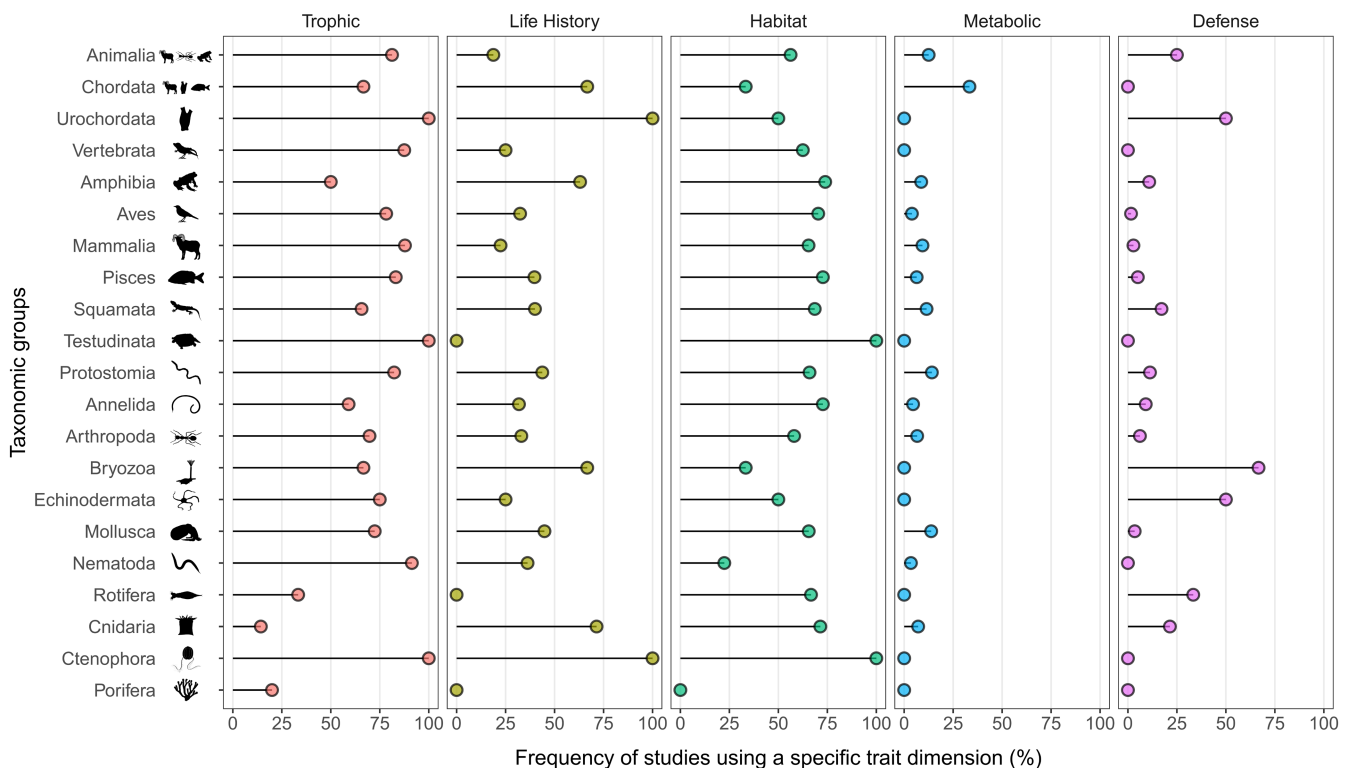 Trophic Life History Habitat Metabolic Defense
Taxonomic groups
Animalia
Chordata
Urochordata
Vertebrata
Amphibia
Aves
Mammalia
Pisces
Squamata
Testudinata
Protostomia
Annelida
Arthropoda
Bryozoa
Echinodermata
Mollusca
Nematoda
Rotifera
Cnidaria
Ctenophora
Porifera
0 25 50 75 100 0 25 50 75 100 0 25 50 75 100 0 25 50 75 100 0 25 50 75 100
Frequency of studies using a specific trait dimension (%)